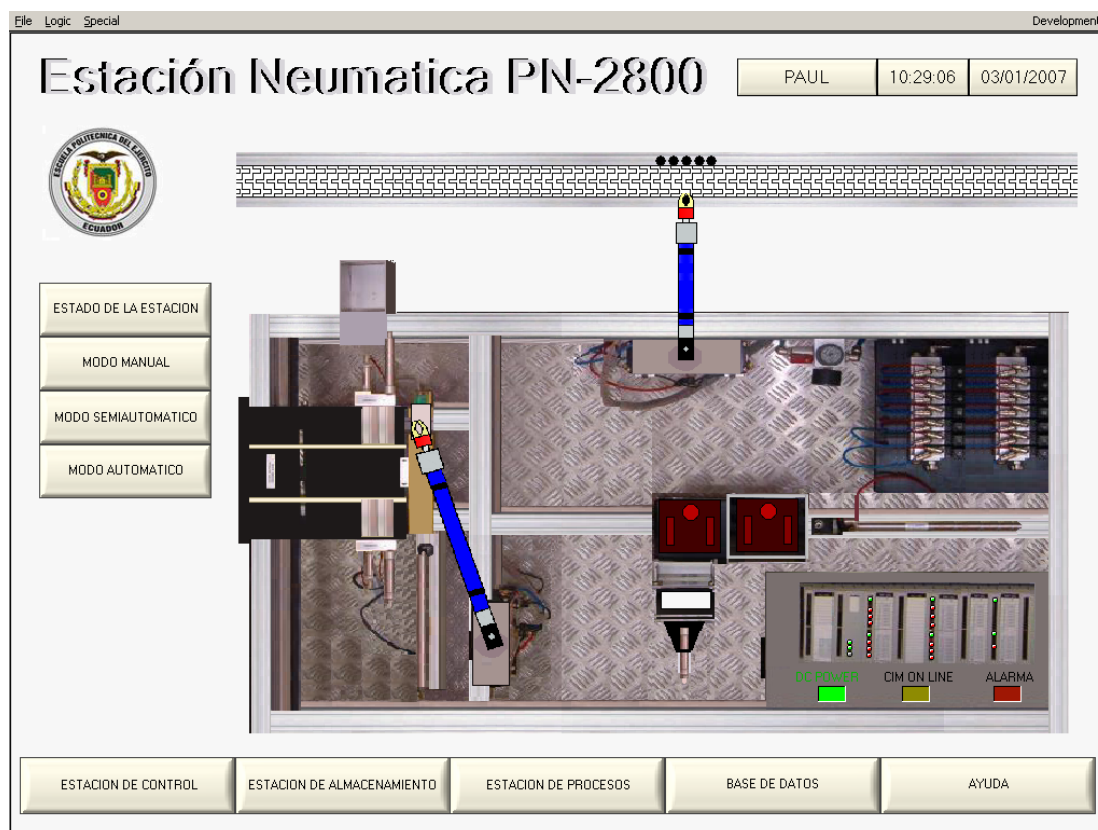 File Logic Special Development
Estación Neumatica PN-2800
PAUL 10:29:06 03/01/2007
ESCUELA POLITECNICA DEL EJERCITO
ECUADOR
ESTADO DE LA ESTACION
MODO MANUAL
MODO SEMIAUTOMATICO
MODO AUTOMATICO
DC POWER CIM ON LINE ALARMA
ESTACION DE CONTROL ESTACION DE ALMACENAMIENTO ESTACION DE PROCESOS BASE DE DATOS AYUDA